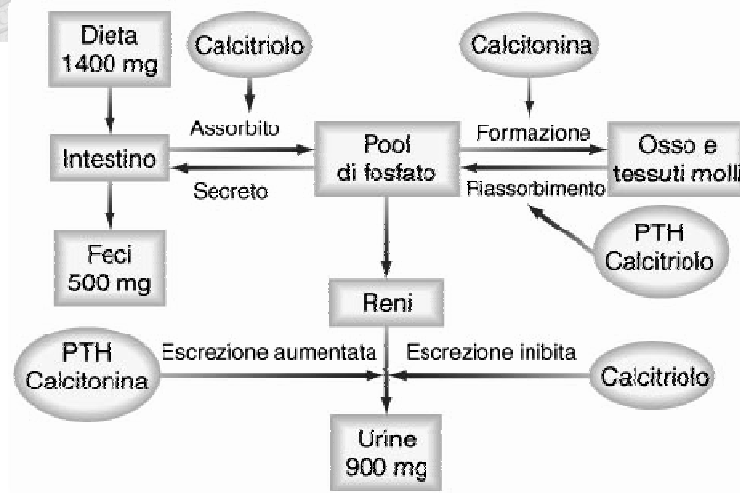 Dieta
1400 mg
Calcitriolo
Calcitonina
Assorbito
Formazione
Intestino
Pool
di fosfato
Osso e
tessuti molli
Secreto
Riassorbimento
PTH
Calcitriolo
Feci
500 mg
Reni
PTH
Calcitonina
Escrezione aumentata
Escrezione inibita
Calcitriolo
Urine
900 mg